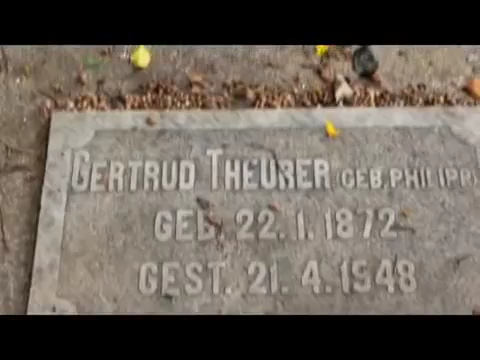 GERTRUD THEURER (GEB. PHILIPP)
GEB. 22. 1. 1872
GEST. 21. 4. 1948